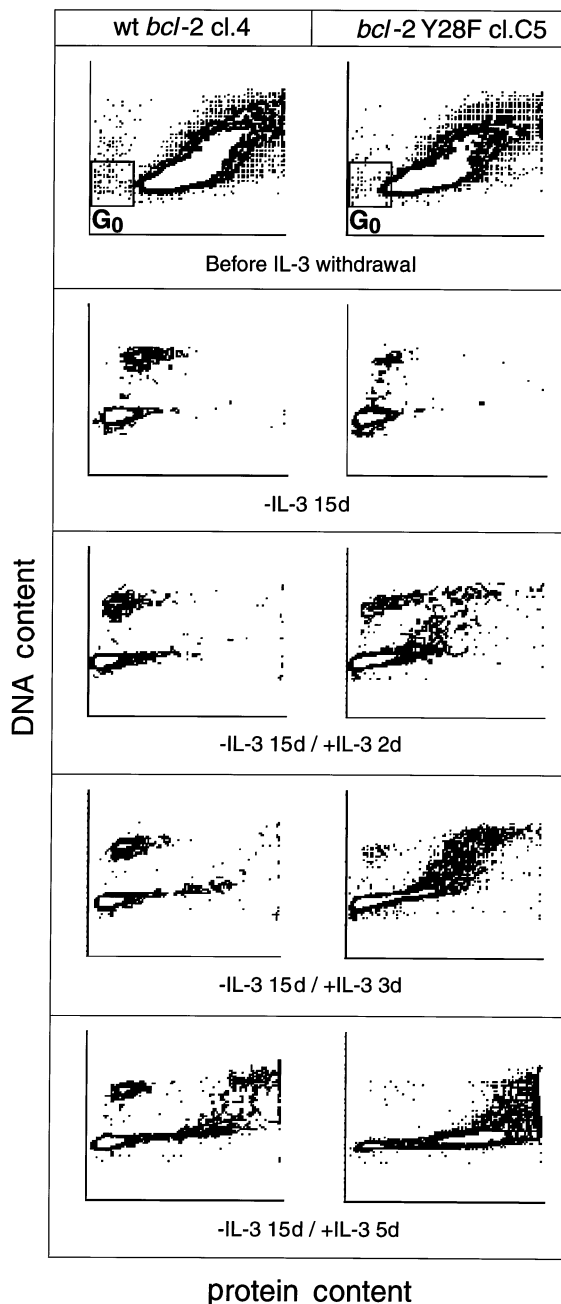 wt bcl-2 cl.4
bcl-2 Y28F cl.C5
G0
G0
Before IL-3 withdrawal
-IL-3 15d
-IL-3 15d / +IL-3 2d
-IL-3 15d / +IL-3 3d
-IL-3 15d / +IL-3 5d
DNA content
protein content